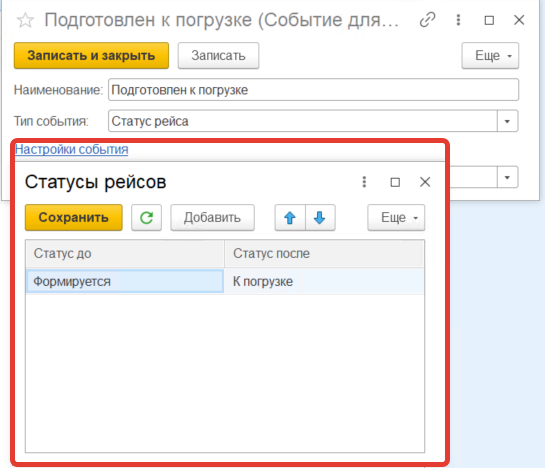 Подготовлен к погрузке (Событие для...
Записать и закрыть Записать Еще
Наименование: Подготовлен к погрузке
Тип события: Статус рейса
Настройки события
Статусы рейсов
Сохранить Добавить Еще
Статус до Статус после
Формируется К погрузке